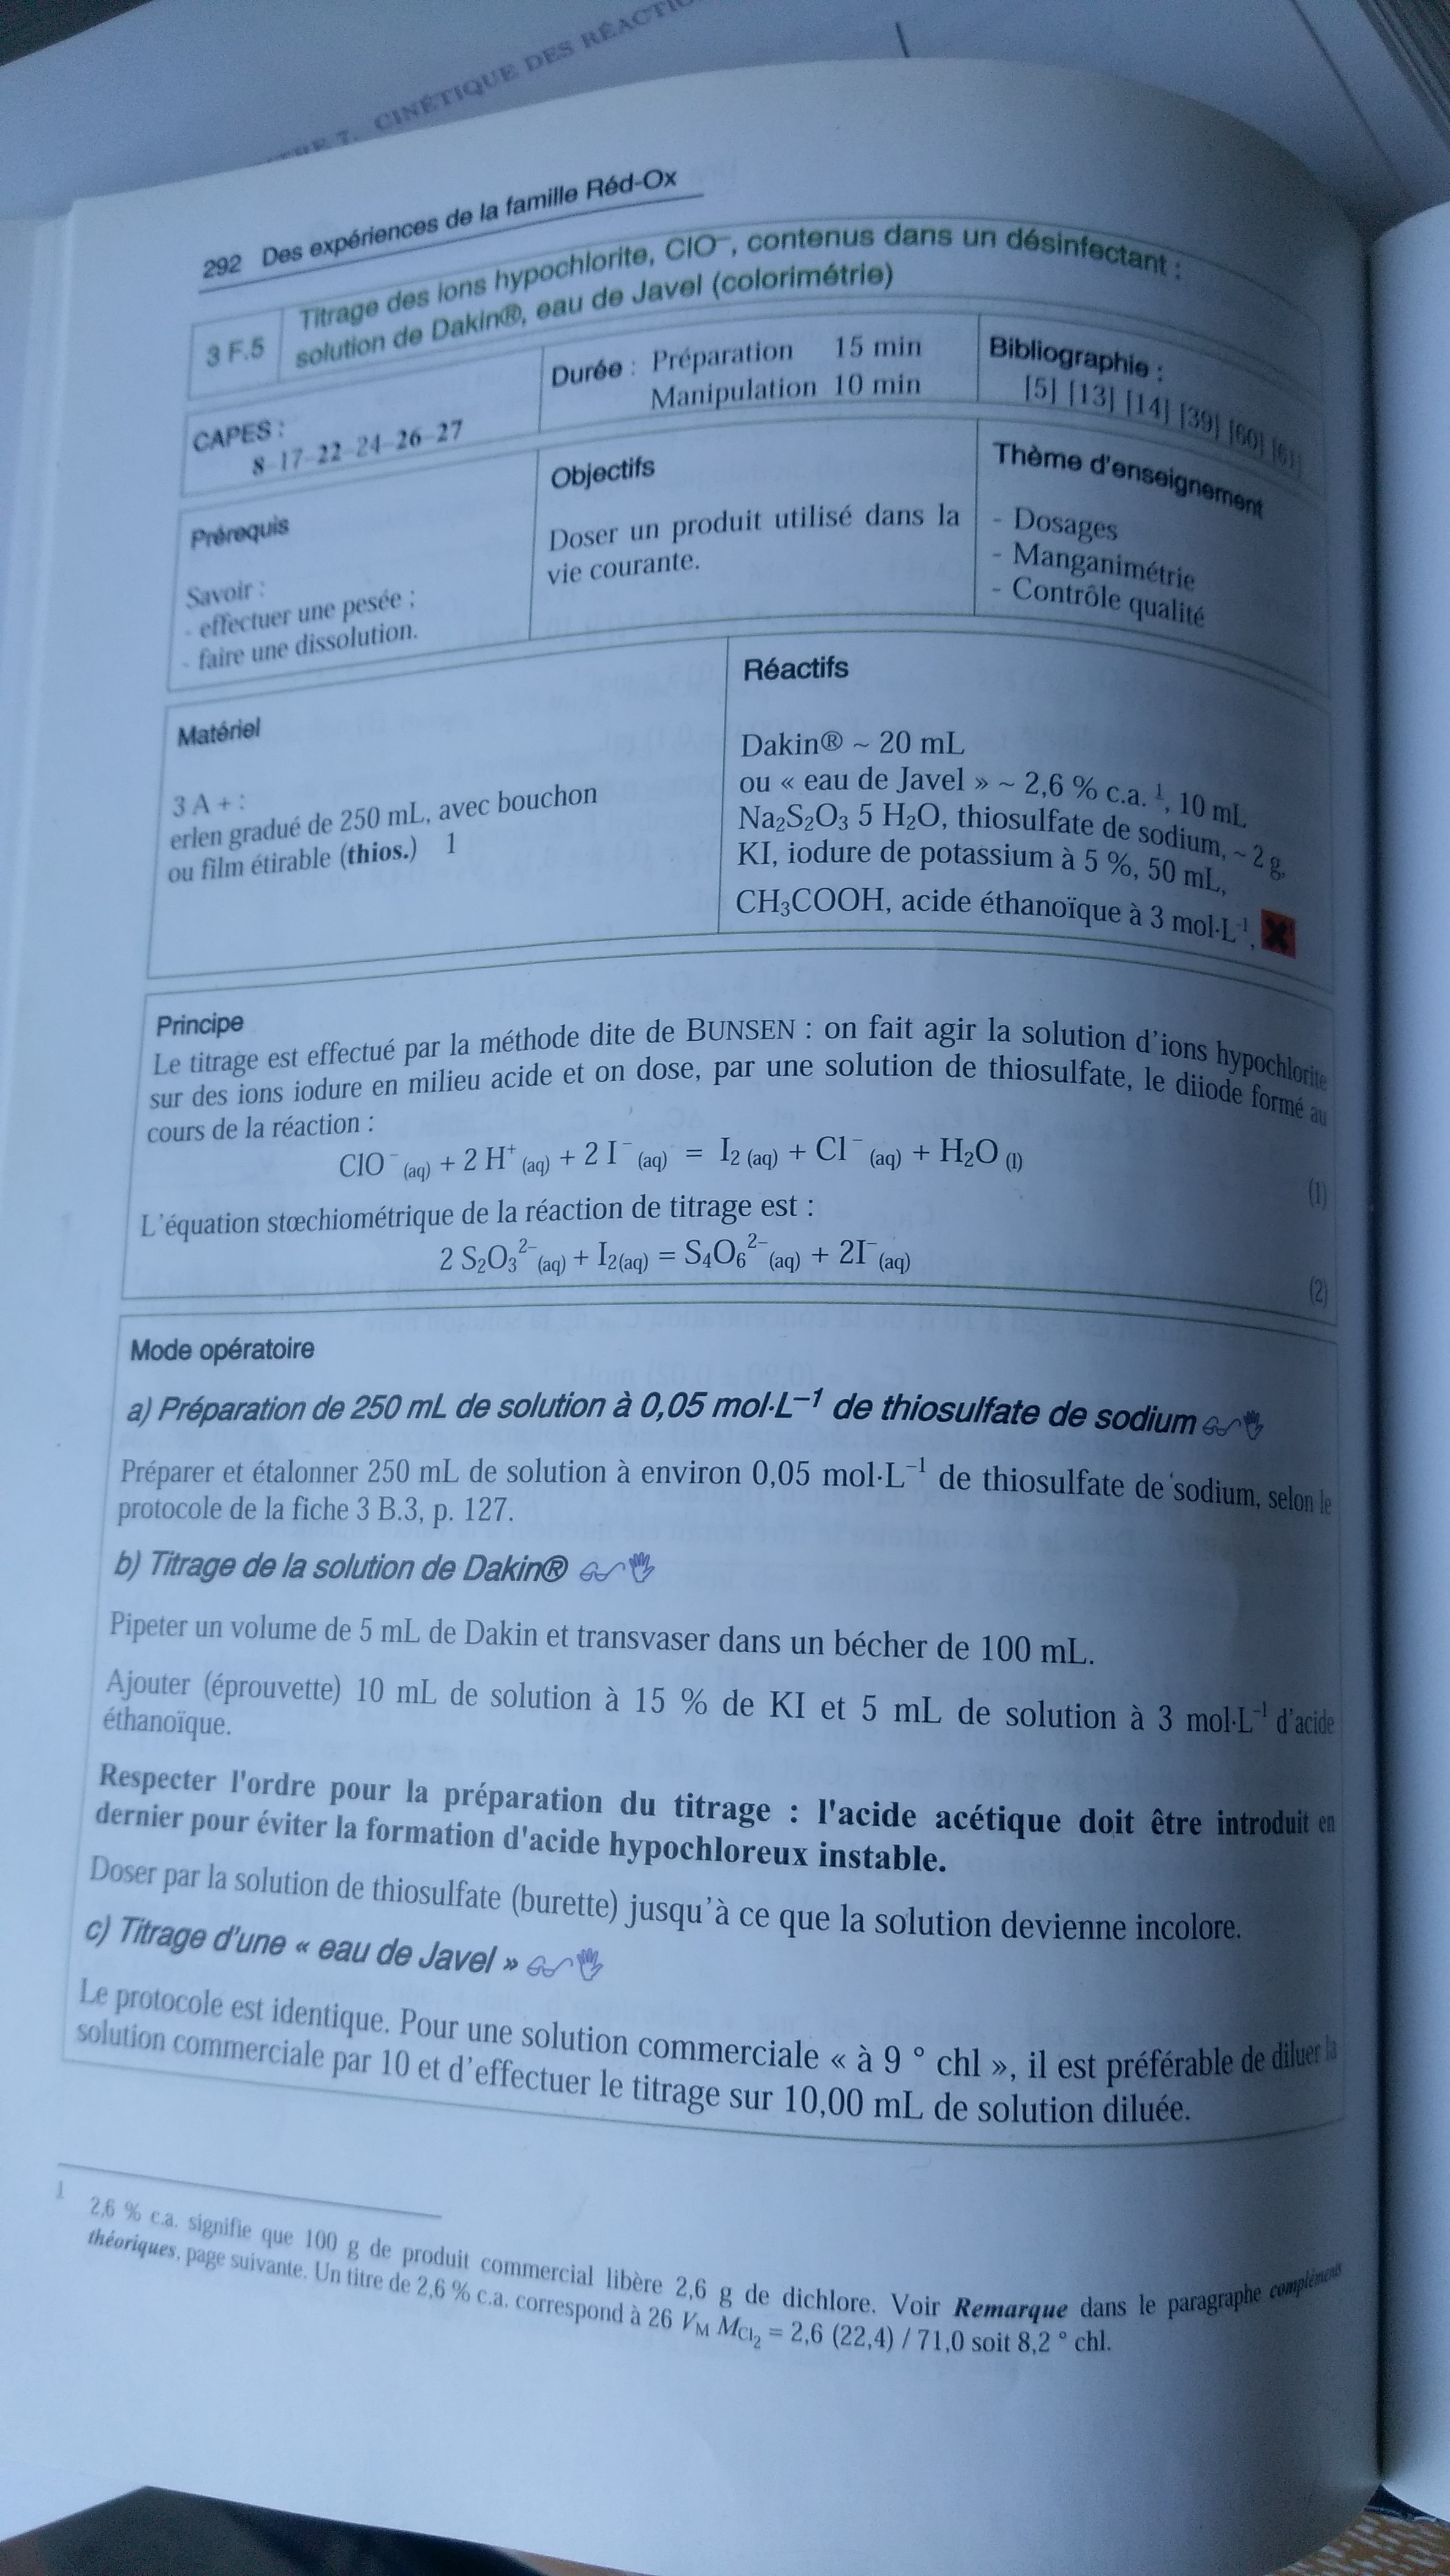 CINÉTIQUE DES RÉACTI
292 Des expériences de la famille Réd-Ox
3 F.5
Titrage des ions hypochlorite, ClO⁻, contenus dans un désinfectant :
solution de Dakin®, eau de Javel (colorimétrie)
CAPES :
8-17-22-24-26-27
Durée : Préparation 15 min
Manipulation 10 min
Bibliographie :
[5] [13] [14] [39] [60] [61]
Prérequis
Savoir :
- effectuer une pesée ;
- faire une dissolution.
Objectifs
Doser un produit utilisé dans la
vie courante.
Thème d'enseignement
- Dosages
- Manganimétrie
- Contrôle qualité
Matériel
3 A + :
erlen gradué de 250 mL, avec bouchon
ou film étirable (thios.) 1
Réactifs
Dakin® ~ 20 mL
ou « eau de Javel » ~ 2,6 % c.a. ¹, 10 mL
Na₂S₂O₃ 5 H₂O, thiosulfate de sodium, ~ 2 g,
KI, iodure de potassium à 5 %, 50 mL,
CH₃COOH, acide éthanoïque à 3 mol·L⁻¹,
Principe
Le titrage est effectué par la méthode dite de BUNSEN : on fait agir la solution d'ions hypochlorite
sur des ions iodure en milieu acide et on dose, par une solution de thiosulfate, le diiode formé au
cours de la réaction :
ClO⁻ (aq) + 2 H⁺ (aq) + 2 I⁻ (aq) = I₂ (aq) + Cl⁻ (aq) + H₂O (l) (1)
L'équation stœchiométrique de la réaction de titrage est :
2 S₂O₃²⁻(aq) + I₂(aq) = S₄O₆²⁻(aq) + 2I⁻(aq) (2)
Mode opératoire
a) Préparation de 250 mL de solution à 0,05 mol·L⁻¹ de thiosulfate de sodium
Préparer et étalonner 250 mL de solution à environ 0,05 mol·L⁻¹ de thiosulfate de sodium, selon le
protocole de la fiche 3 B.3, p. 127.
b) Titrage de la solution de Dakin®
Pipeter un volume de 5 mL de Dakin et transvaser dans un bécher de 100 mL.
Ajouter (éprouvette) 10 mL de solution à 15 % de KI et 5 mL de solution à 3 mol·L⁻¹ d'acide
éthanoïque.
Respecter l'ordre pour la préparation du titrage : l'acide acétique doit être introduit en
dernier pour éviter la formation d'acide hypochloreux instable.
Doser par la solution de thiosulfate (burette) jusqu'à ce que la solution devienne incolore.
c) Titrage d'une « eau de Javel »
Le protocole est identique. Pour une solution commerciale « à 9 ° chl », il est préférable de diluer la
solution commerciale par 10 et d'effectuer le titrage sur 10,00 mL de solution diluée.
1 2,6 % c.a. signifie que 100 g de produit commercial libère 2,6 g de dichlore. Voir Remarque dans le paragraphe compléments
théoriques, page suivante. Un titre de 2,6 % c.a. correspond à 26 V_M M_Cl₂ = 2,6 (22,4) / 71,0 soit 8,2 ° chl.